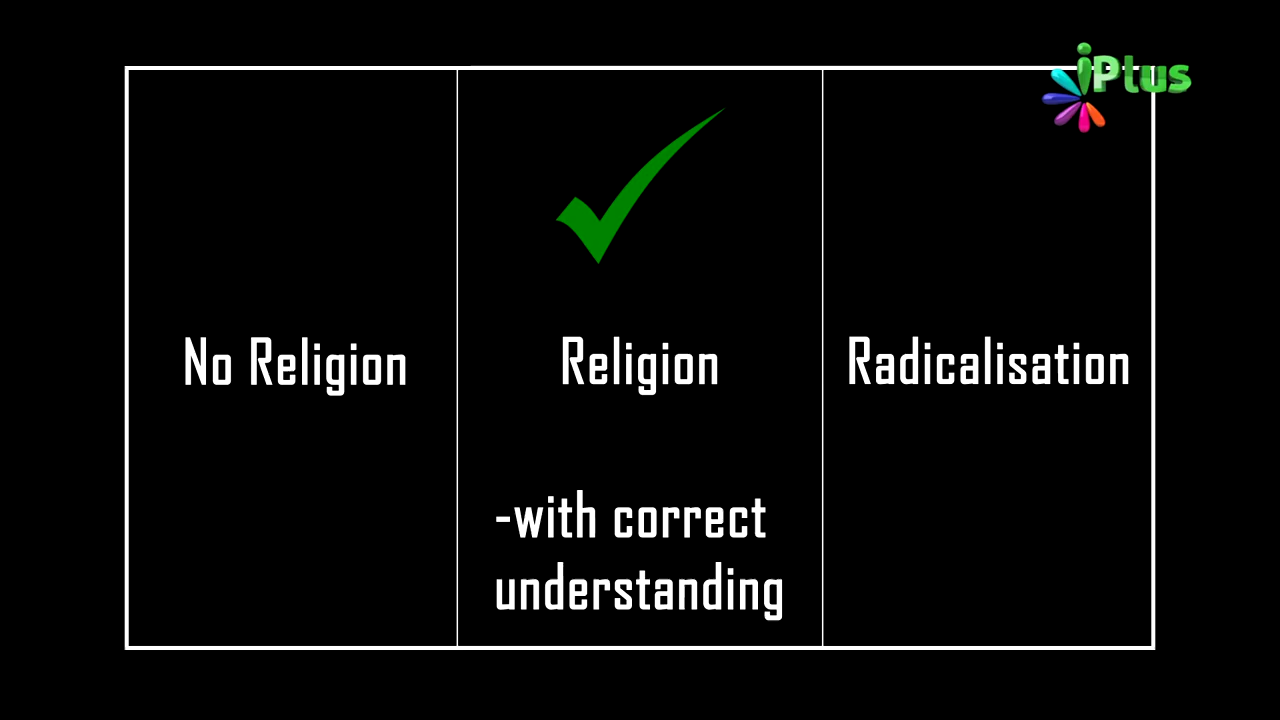 iPlus
No Religion
Religion
Radicalisation
-with correct
understanding